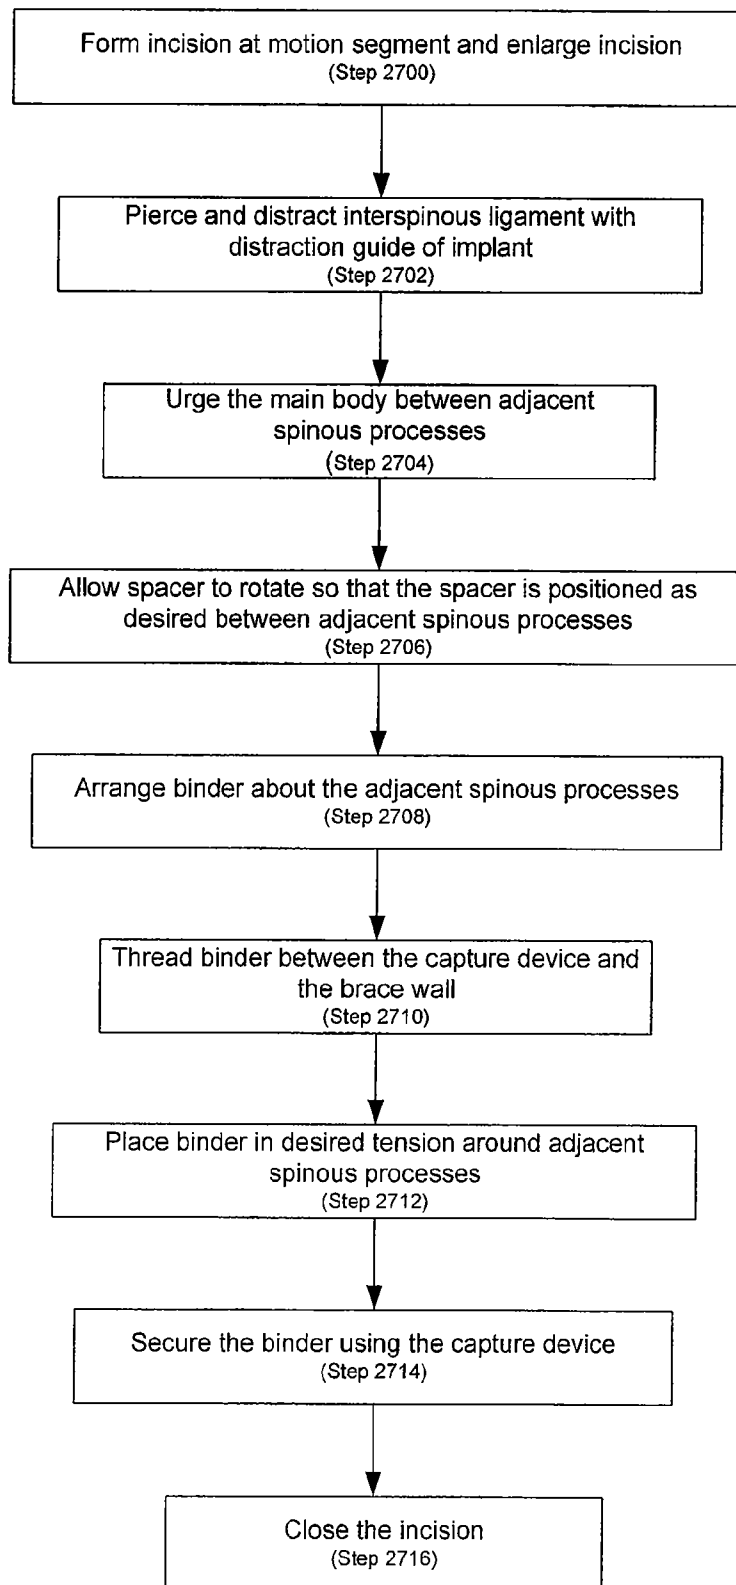 Form incision at motion segment and enlarge incision
(Step 2700)
Pierce and distract interspinous ligament with
distraction guide of implant
(Step 2702)
Urge the main body between adjacent
spinous processes
(Step 2704)
Allow spacer to rotate so that the spacer is positioned as
desired between adjacent spinous processes
(Step 2706)
Arrange binder about the adjacent spinous processes
(Step 2708)
Thread binder between the capture device and
the brace wall
(Step 2710)
Place binder in desired tension around adjacent
spinous processes
(Step 2712)
Secure the binder using the capture device
(Step 2714)
Close the incision
(Step 2716)